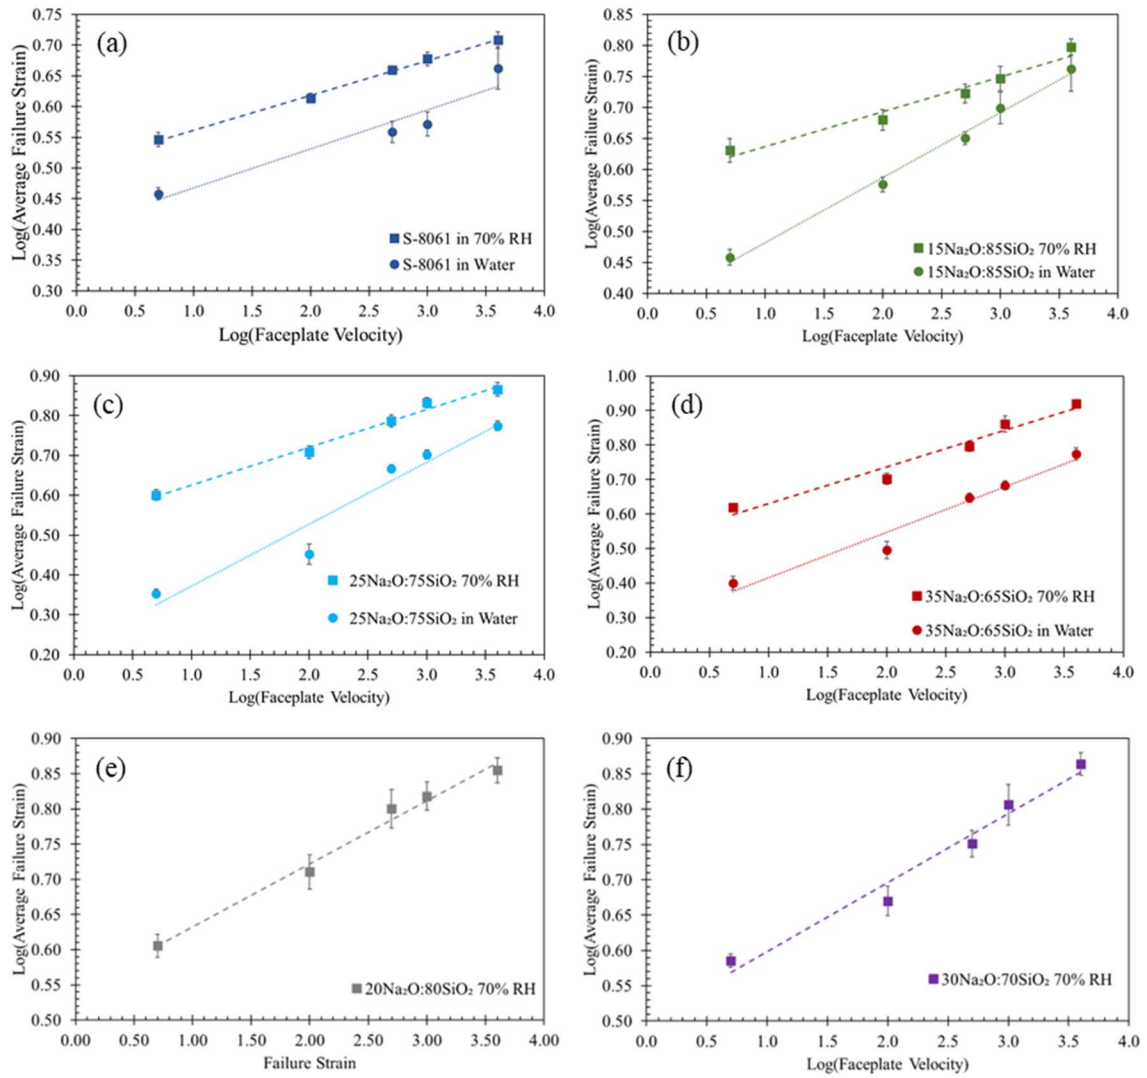 (a)
Log(Average Failure Strain)
0.75
0.70
0.65
0.60
0.55
0.50
0.45
0.40
0.35
0.30
S-8061 in 70% RH
S-8061 in Water
0.0 0.5 1.0 1.5 2.0 2.5 3.0 3.5 4.0
Log(Faceplate Velocity)
(b)
Log(Average Failure Strain)
0.85
0.80
0.75
0.70
0.65
0.60
0.55
0.50
0.45
0.40
15Na₂O:85SiO₂ 70% RH
15Na₂O:85SiO₂ in Water
0.0 0.5 1.0 1.5 2.0 2.5 3.0 3.5 4.0
Log(Faceplate Velocity)
(c)
Log(Average Failure Strain)
0.90
0.80
0.70
0.60
0.50
0.40
0.30
0.20
25Na₂O:75SiO₂ 70% RH
25Na₂O:75SiO₂ in Water
0.0 0.5 1.0 1.5 2.0 2.5 3.0 3.5 4.0
Log(Faceplate Velocity)
(d)
Log(Average Failure Strain)
1.00
0.90
0.80
0.70
0.60
0.50
0.40
0.30
0.20
35Na₂O:65SiO₂ 70% RH
35Na₂O:65SiO₂ in Water
0.0 0.5 1.0 1.5 2.0 2.5 3.0 3.5 4.0
Log(Faceplate Velocity)
(e)
Log(Average Failure Strain)
0.90
0.85
0.80
0.75
0.70
0.65
0.60
0.55
0.50
20Na₂O:80SiO₂ 70% RH
0.00 0.50 1.00 1.50 2.00 2.50 3.00 3.50 4.00
Failure Strain
(f)
Log(Average Failure Strain)
0.90
0.85
0.80
0.75
0.70
0.65
0.60
0.55
0.50
30Na₂O:70SiO₂ 70% RH
0.0 0.5 1.0 1.5 2.0 2.5 3.0 3.5 4.0
Log(Faceplate Velocity)